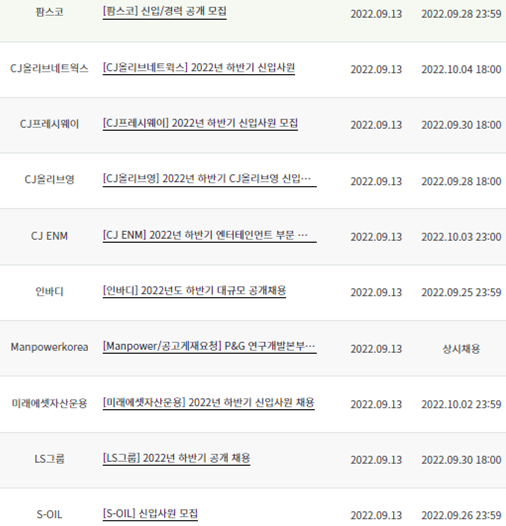 팜스코 [팜스코] 신입/경력 공개 모집 2022.09.13 2022.09.28 23:59
CJ올리브네트웍스 [CJ올리브네트웍스] 2022년 하반기 신입사원 2022.09.13 2022.10.04 18:00
CJ프레시웨이 [CJ프레시웨이] 2022년 하반기 신입사원 모집 2022.09.13 2022.09.30 18:00
CJ올리브영 [CJ올리브영] 2022년 하반기 CJ올리브영 신입… 2022.09.13 2022.09.28 18:00
CJ ENM [CJ ENM] 2022년 하반기 엔터테인먼트 부문 … 2022.09.13 2022.10.03 23:00
인바디 [인바디] 2022년도 하반기 대규모 공개채용 2022.09.13 2022.09.25 23:59
Manpowerkorea [Manpower/공고게재요청] P&G 연구개발본부… 2022.09.13 상시채용
미래에셋자산운용 [미래에셋자산운용] 2022년 하반기 신입사원 채용 2022.09.13 2022.10.02 23:59
LS그룹 [LS그룹] 2022년 하반기 공개 채용 2022.09.13 2022.09.30 18:00
S-OIL [S-OIL] 신입사원 모집 2022.09.13 2022.09.26 23:59